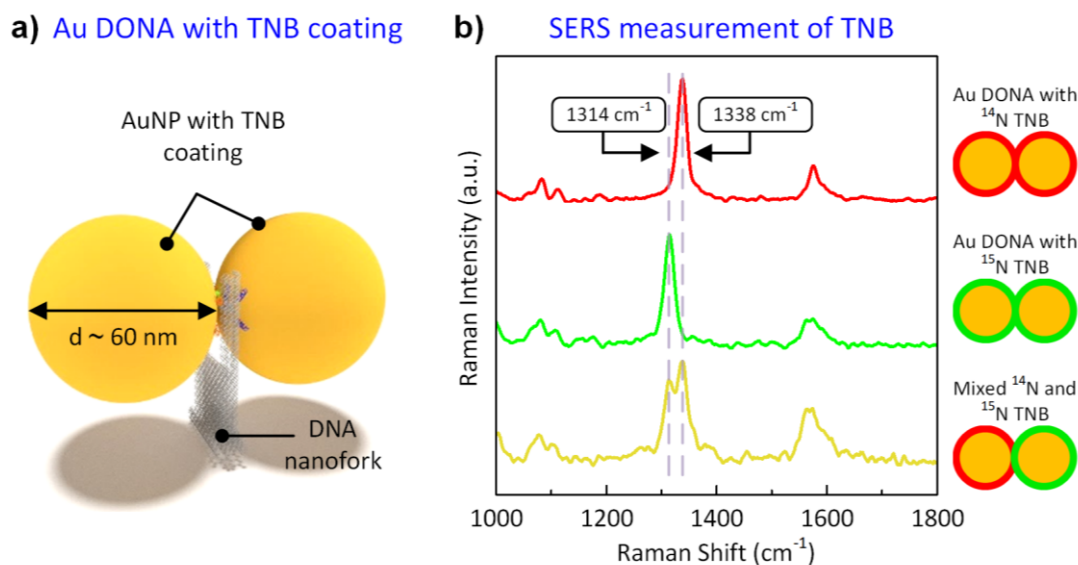 a) Au DONA with TNB coating
AuNP with TNB
coating
d ~ 60 nm
DNA
nanofork
b) SERS measurement of TNB
1314 cm⁻¹
1338 cm⁻¹
Raman Intensity (a.u.)
1000 1200 1400 1600 1800
Raman Shift (cm⁻¹)
Au DONA with
¹⁴N TNB
Au DONA with
¹⁵N TNB
Mixed ¹⁴N and
¹⁵N TNB